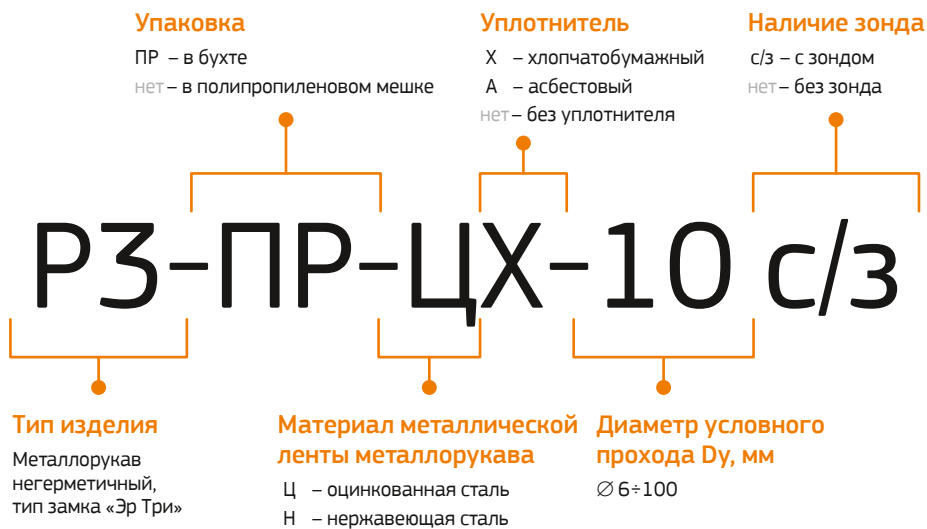 Упаковка
ПР – в бухте
нет – в полипропиленовом мешке
Уплотнитель
Х – хлопчатобумажный
А – асбестовый
нет – без уплотнителя
Наличие зонда
с/з – с зондом
нет – без зонда
РЗ-ПР-ЦХ-10 с/з
Тип изделия
Металлорукав
негерметичный,
тип замка «Эр Три»
Материал металлической
ленты металлорукава
Ц – оцинкованная сталь
Н – нержавеющая сталь
Диаметр условного
прохода Dу, мм
∅ 6÷100